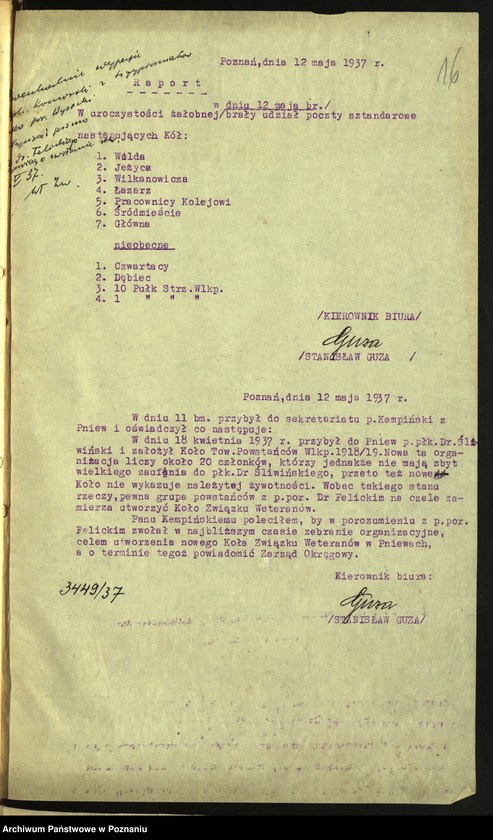 16
Poznań,dnia 12 maja 1937 r.
R a p o r t
w dniu 12 maja br./
W uroczystości żałobnej/brały udział poczty sztandarowe
następujących Kół:
1. Wilda
2. Jeżyce
3. Wilkanowicza
4. Łazarz
5. Pracownicy Kolejowi
6. Śródmieście
7. Główna
nieobecne
1. Czwartacy
2. Dębiec
3. 10 Pułk Strz.Wlkp.
4. 1 " " "
/KIEROWNIK BIURA/
Guza
/STANISŁAW GUZA /
Poznań,dnia 12 maja 1937 r.
W dniu 11 bm. przybył do sekretariatu p.Kempiński z
Pniew i oświadczył co następuje:
W dniu 18 kwietnia 1937 r. przybył do Pniew p.płk.Dr.Śli-
wiński i założył Koło Tow.Powstańców Wlkp.1918/19.Nowa ta orga-
nizacja liczy około 20 członków, którzy jednakże nie mają zbyt
wielkiego zaufania do płk.Dr Śliwińskiego, przeto też nowe
Koło nie wykazuje należytwj żywotności. Wobec takiego stanu
rzeczy,pewna grupa powstańców z p.por. Dr Felickim na czele za-
mierza utworzyć Koło Związku Weteranów.
Panu Kempińskiemu poleciłem, by w porozumieniu z p.por.
Felickim zwołał w najbliższym czasie zebranie organizacyjne,
celem utworzenia nowego Koła Związku Weteranów w Pniewach,
a o terminie tegoż powiadomić Zarząd Okręgowy.
Kierownik biura:
3449/37
Guza
/STANISŁAW GUZA/
Archiwum Państwowe w Poznaniu